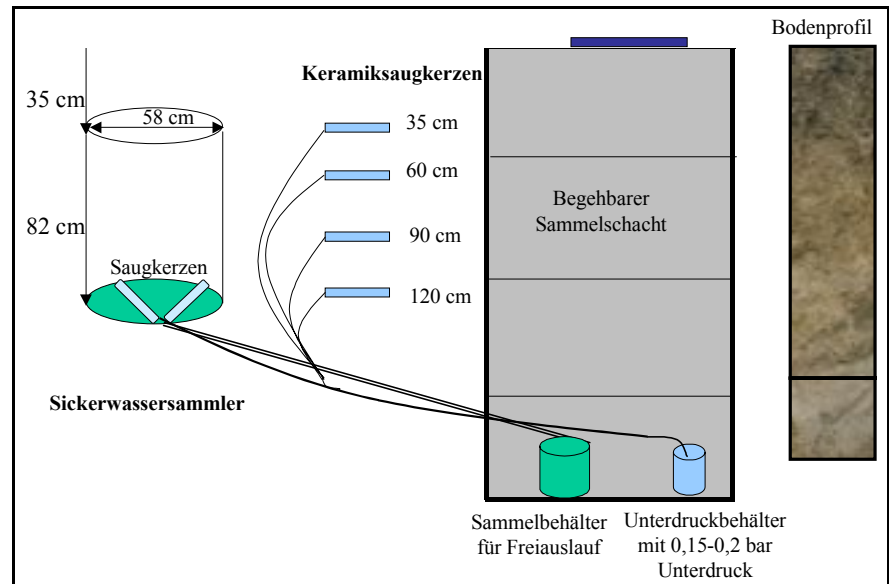 Bodenprofil
35 cm
58 cm
82 cm
Saugkerzen
Sickerwassersammler
Keramiksaugkerzen
35 cm
60 cm
90 cm
120 cm
Begehbarer
Sammelschacht
Sammelbehälter
für Freiauslauf
Unterdruckbehälter
mit 0,15-0,2 bar
Unterdruck